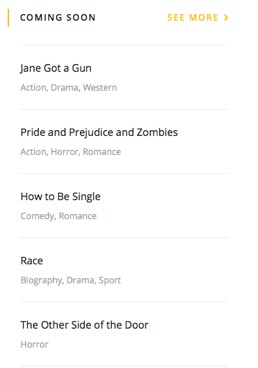 COMING SOON SEE MORE ›
Jane Got a Gun
Action, Drama, Western
Pride and Prejudice and Zombies
Action, Horror, Romance
How to Be Single
Comedy, Romance
Race
Biography, Drama, Sport
The Other Side of the Door
Horror